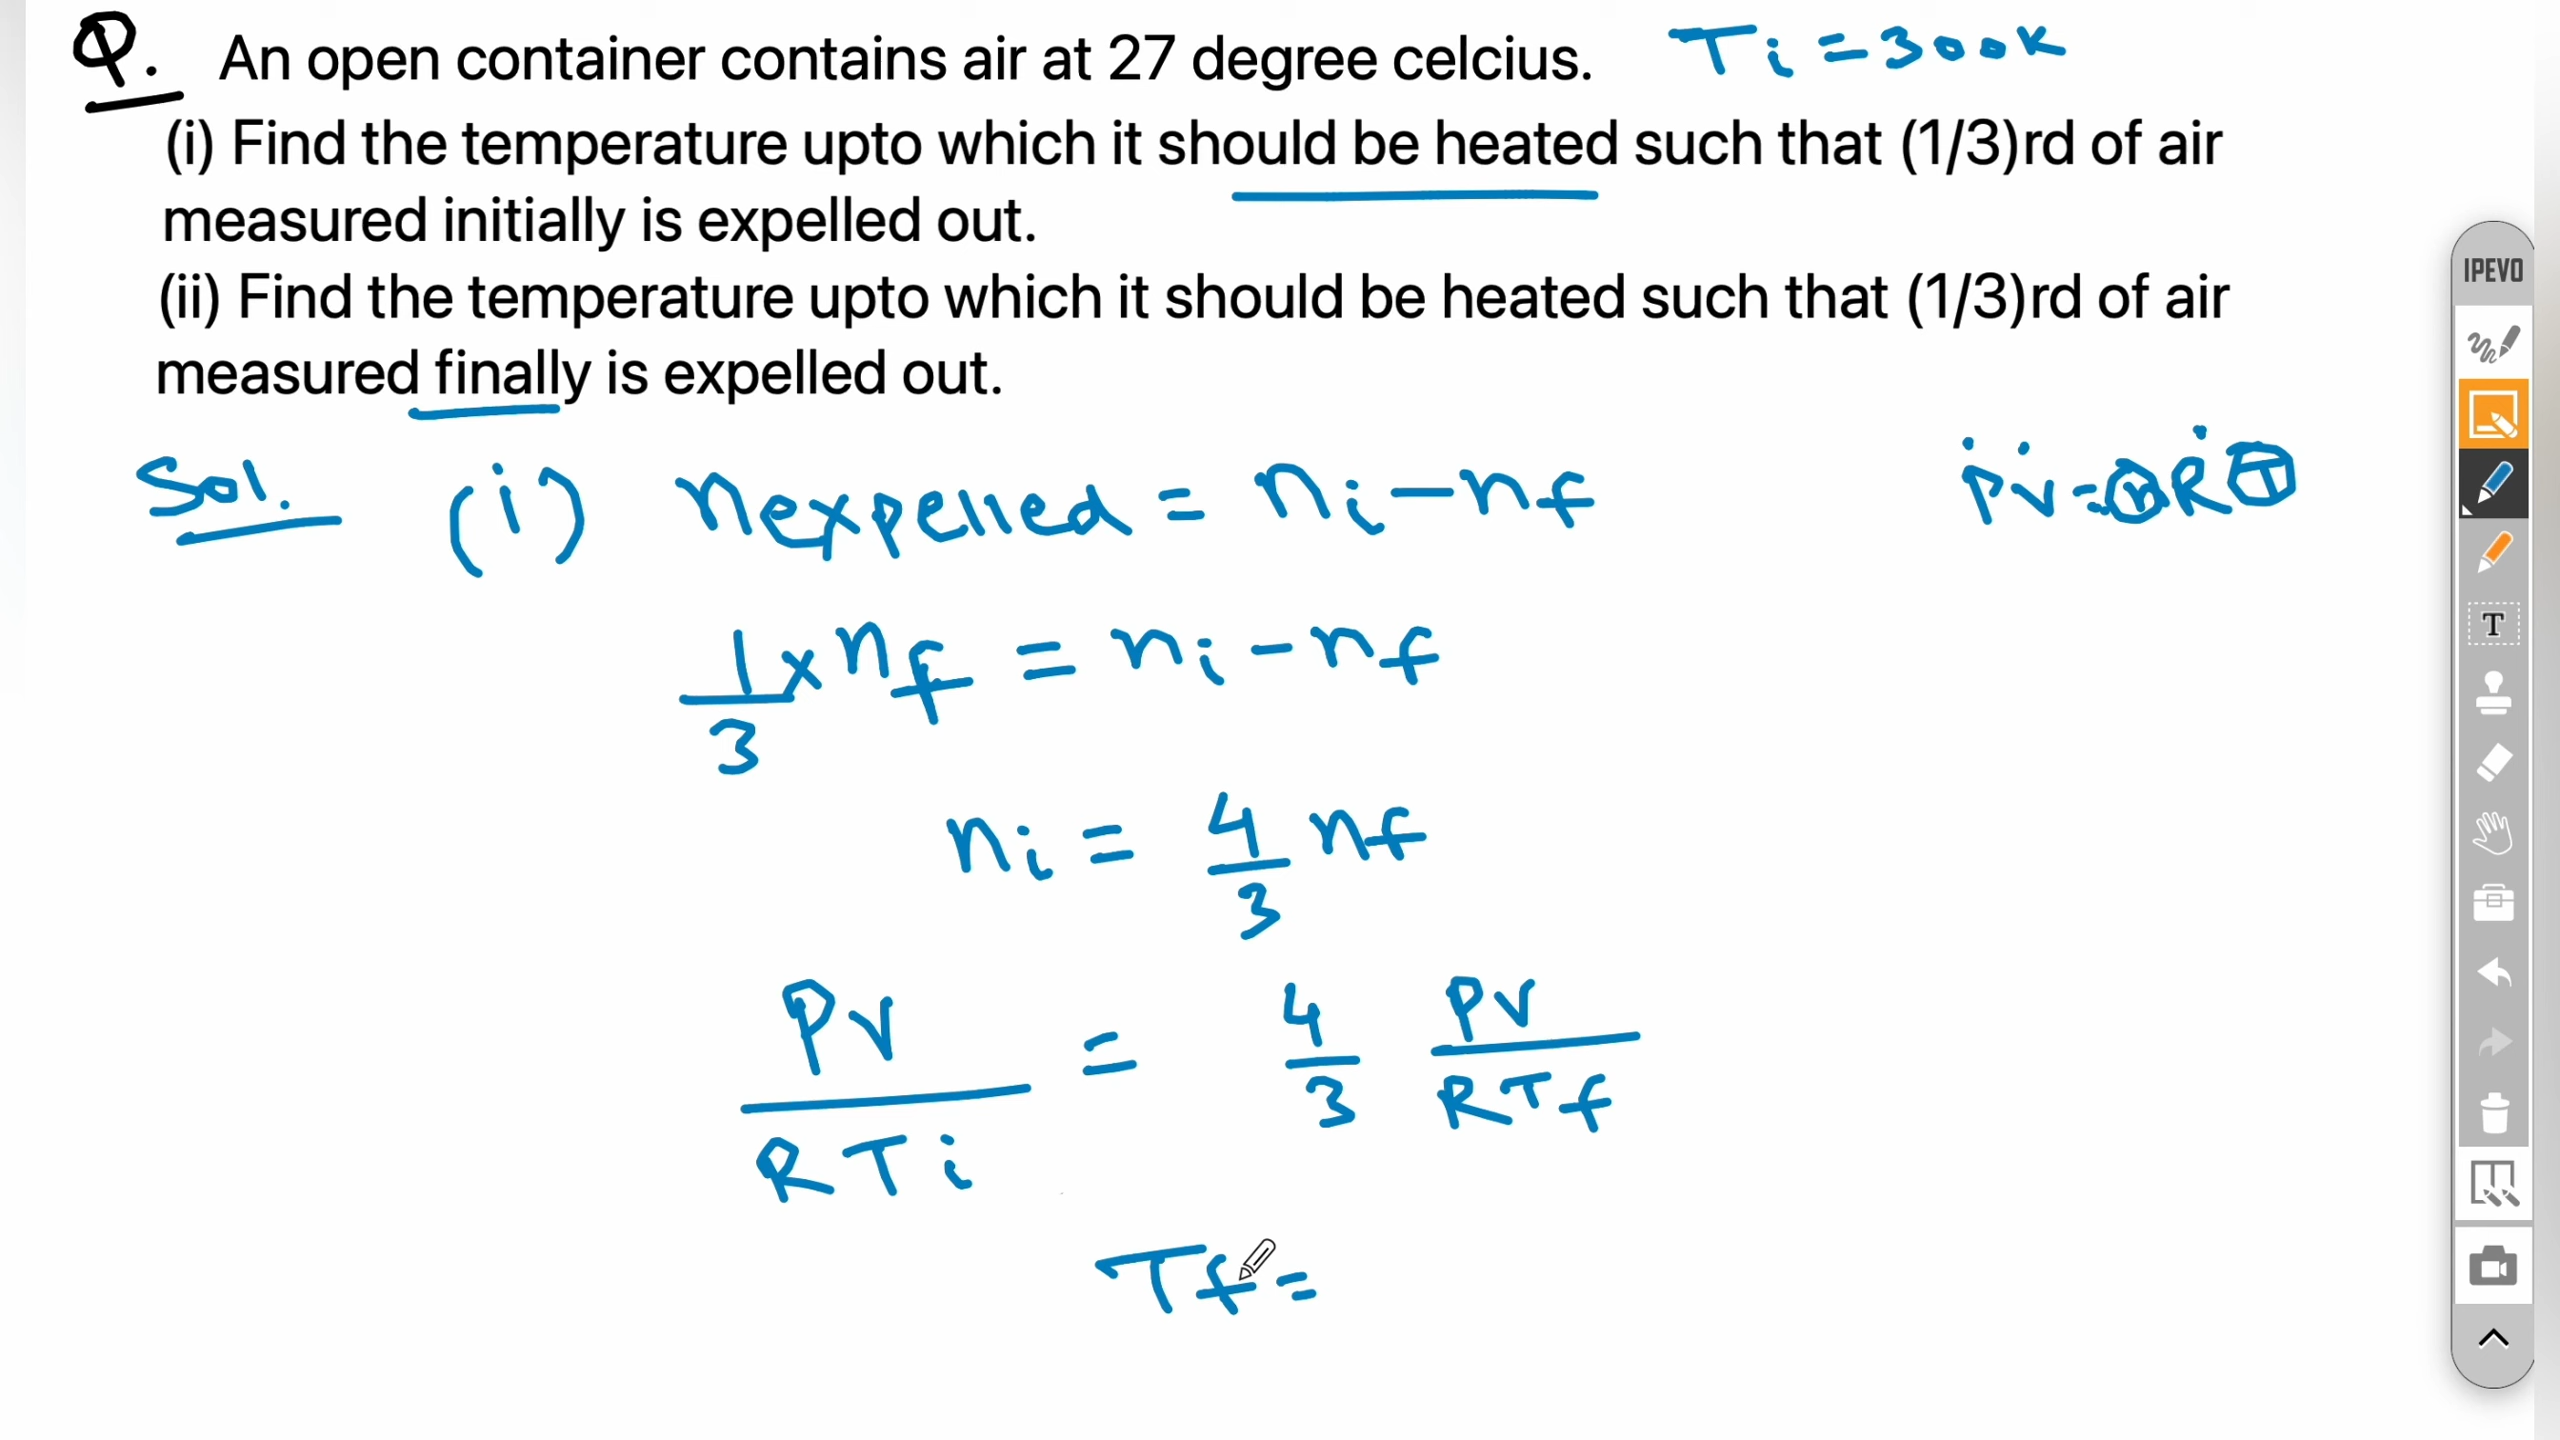 Q. An open container contains air at 27 degree celcius. Ti = 300K
(i) Find the temperature upto which it should be heated such that (1/3)rd of air
measured initially is expelled out.
(ii) Find the temperature upto which it should be heated such that (1/3)rd of air
measured finally is expelled out.
Sol. (i) nexpelled = ni - nf PV = nRT
1/3 x nf = ni - nf
ni = 4/3 nf
PV/RTi = 4/3 PV/RTf
Tf =
IPEVO
T